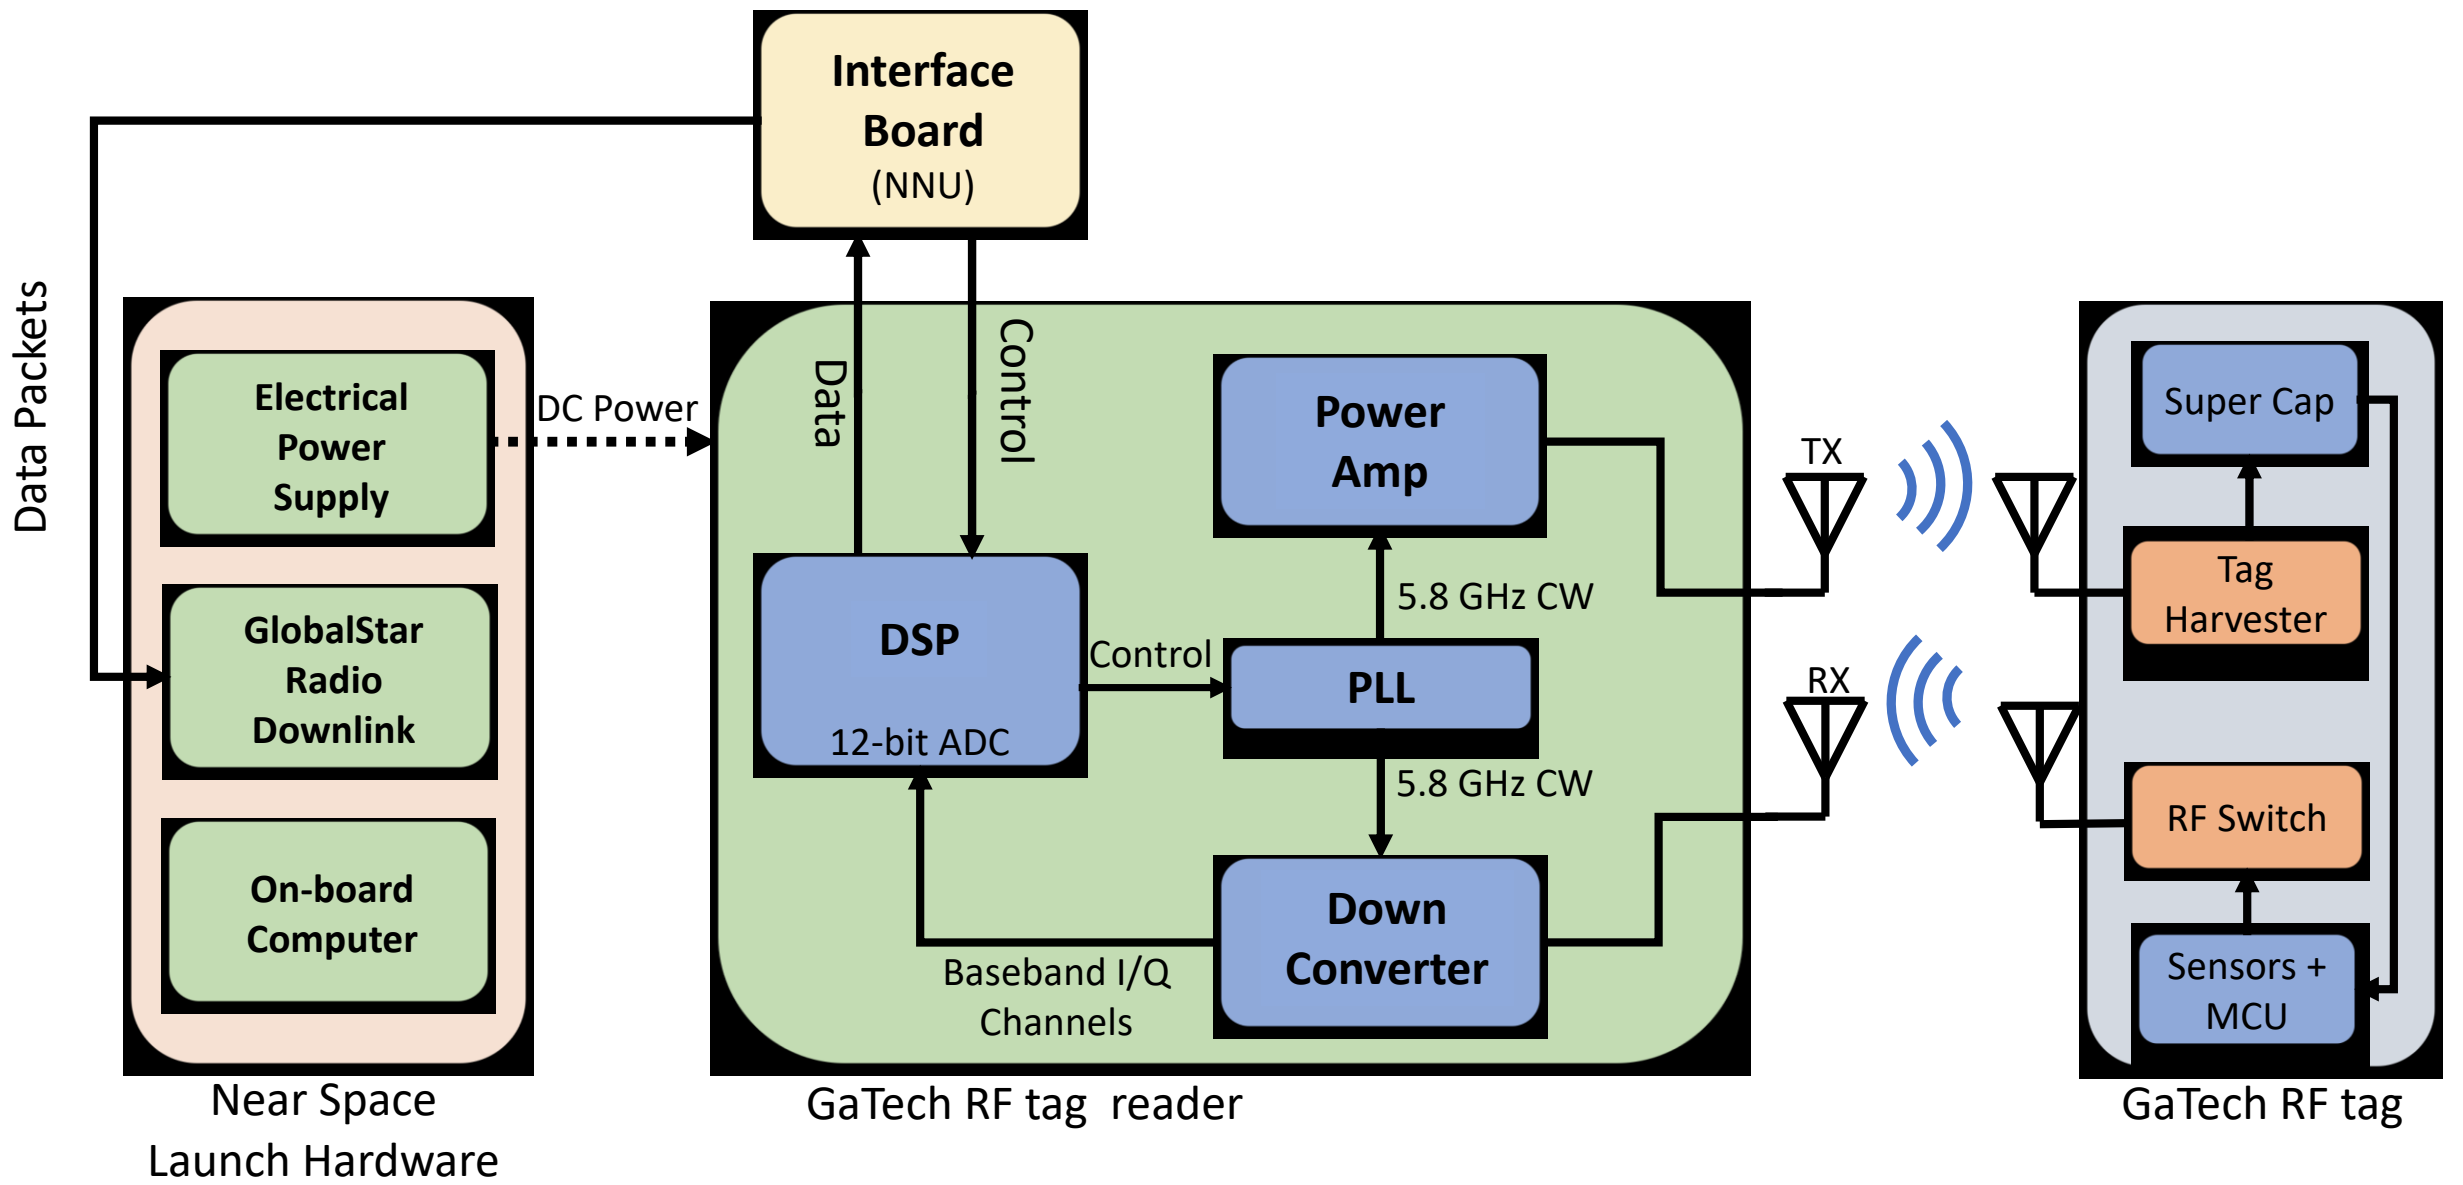 Interface
Board
(NNU)
Data Packets
Electrical
Power
Supply
GlobalStar
Radio
Downlink
On-board
Computer
Near Space
Launch Hardware
DC Power
Data
Control
DSP
12-bit ADC
Control
Power
Amp
5.8 GHz CW
PLL
5.8 GHz CW
Down
Converter
Baseband I/Q
Channels
GaTech RF tag  reader
TX
RX
Super Cap
Tag
Harvester
RF Switch
Sensors +
MCU
GaTech RF tag